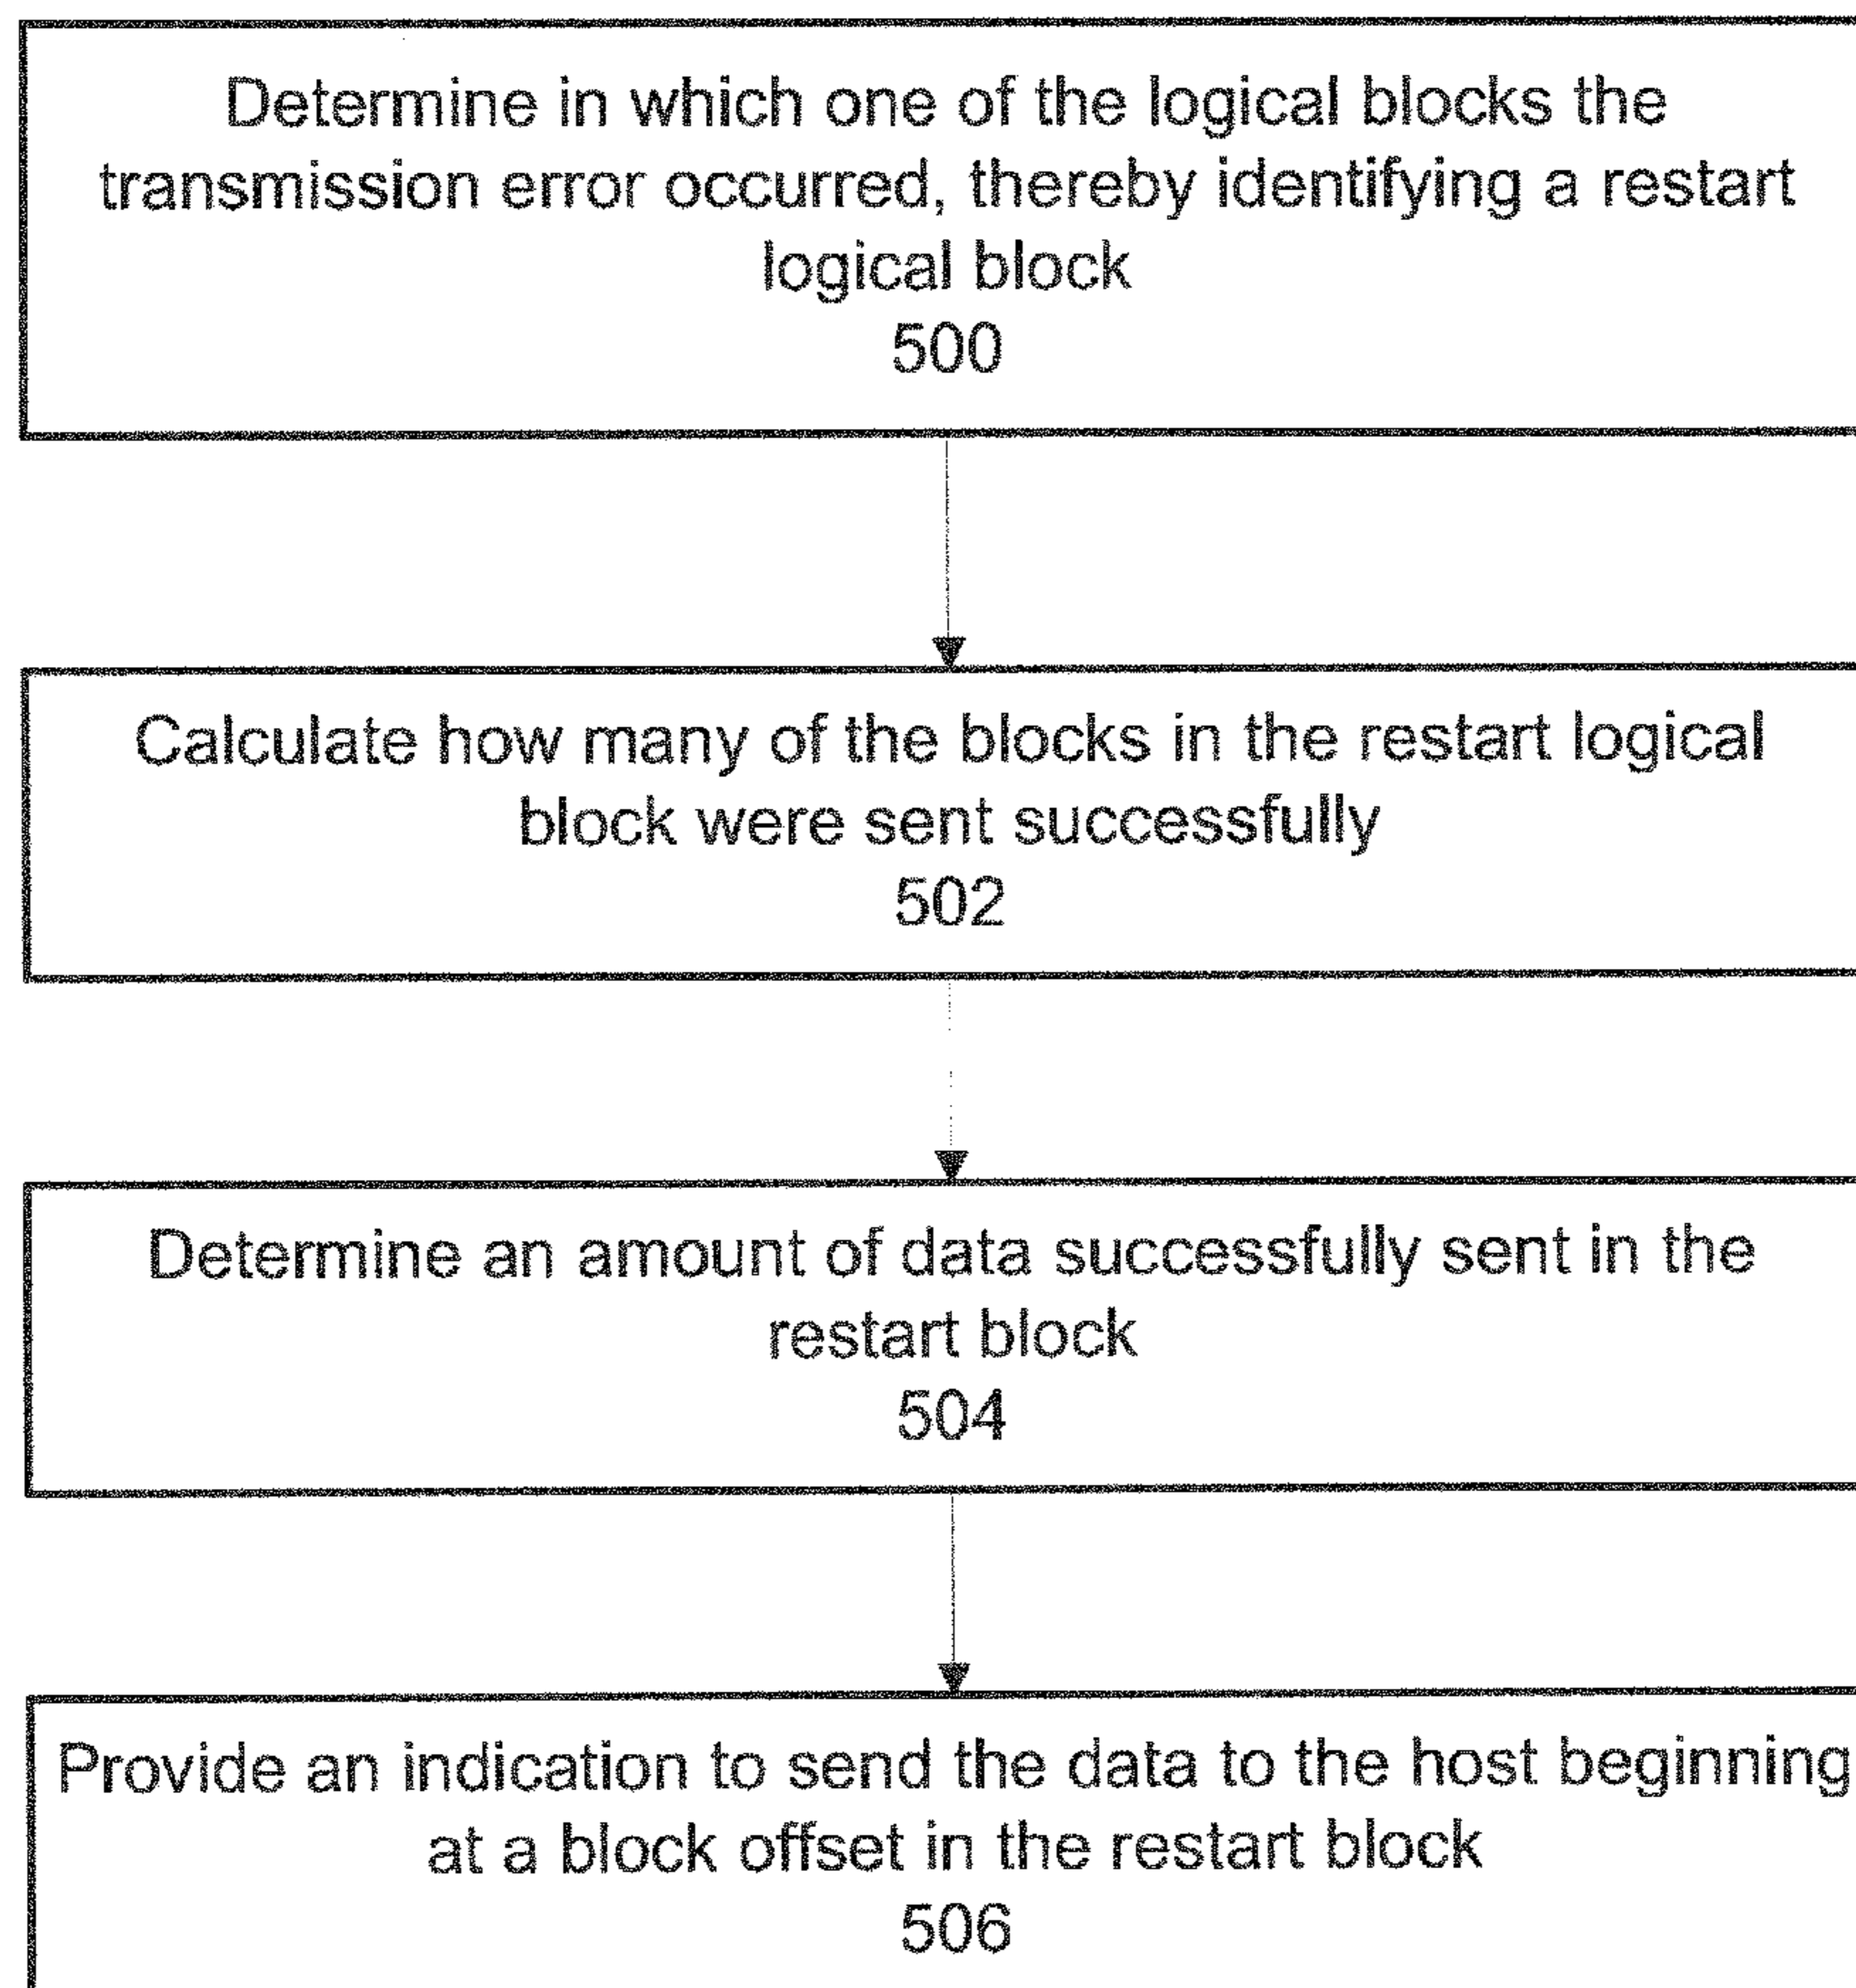 Determine in which one of the logical blocks the
transmission error occurred, thereby identifying a restart
logical block
500
Calculate how many of the blocks in the restart logical
block were sent successfully
502
Determine an amount of data successfully sent in the
restart block
504
Provide an indication to send the data to the host beginning
at a block offset in the restart block
506